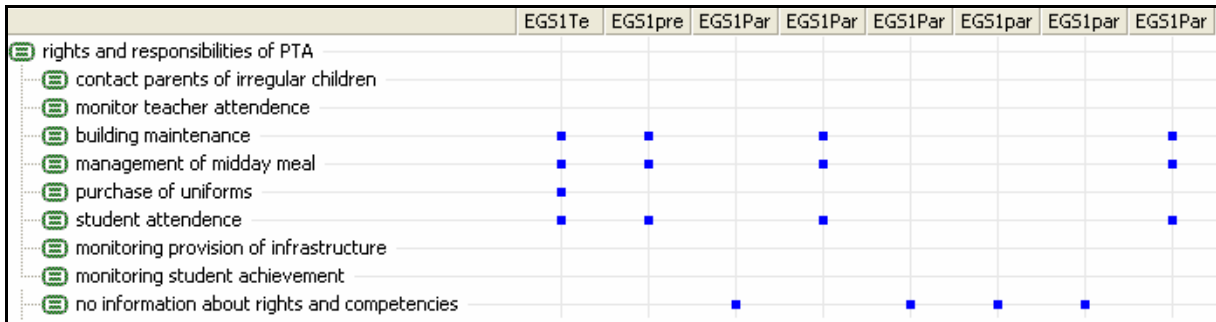 EGS1Te EGS1pre EGS1Par EGS1Par EGS1Par EGS1par EGS1par EGS1Par
rights and responsibilities of PTA
contact parents of irregular children
monitor teacher attendence
building maintenance
management of midday meal
purchase of uniforms
student attendence
monitoring provision of infrastructure
monitoring student achievement
no information about rights and competencies